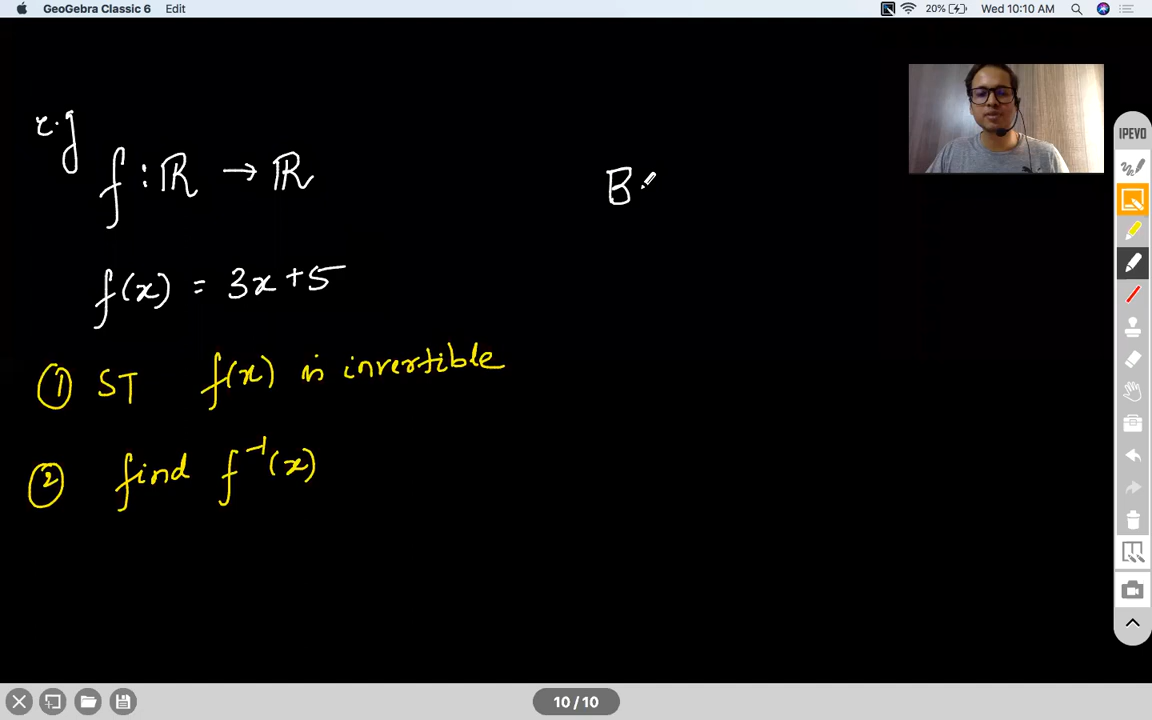 GeoGebra Classic 6 Edit 20% Wed 10:10 AM
e.g
f : ℝ → ℝ
B
f(x) = 3x+5
① ST f(x) is invertible
② find f⁻¹(x)
IPEVO
10 / 10